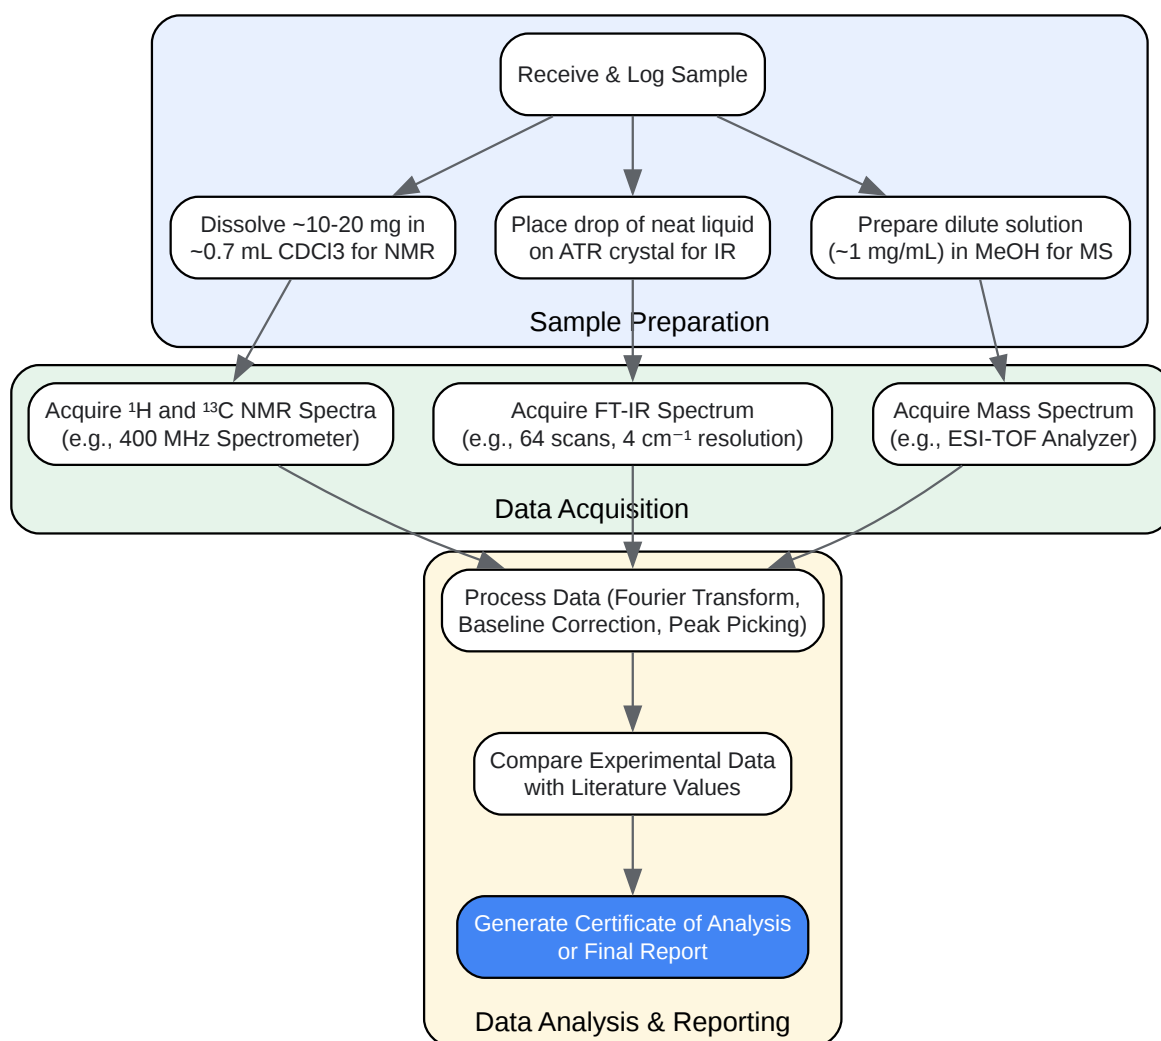 Receive & Log Sample
Dissolve ~10-20 mg in
~0.7 mL CDCl3 for NMR
Place drop of neat liquid
on ATR crystal for IR
Prepare dilute solution
(~1 mg/mL) in MeOH for MS
Sample Preparation
Acquire ¹H and ¹³C NMR Spectra
(e.g., 400 MHz Spectrometer)
Acquire FT-IR Spectrum
(e.g., 64 scans, 4 cm⁻¹ resolution)
Acquire Mass Spectrum
(e.g., ESI-TOF Analyzer)
Data Acquisition
Process Data (Fourier Transform,
Baseline Correction, Peak Picking)
Compare Experimental Data
with Literature Values
Generate Certificate of Analysis
or Final Report
Data Analysis & Reporting